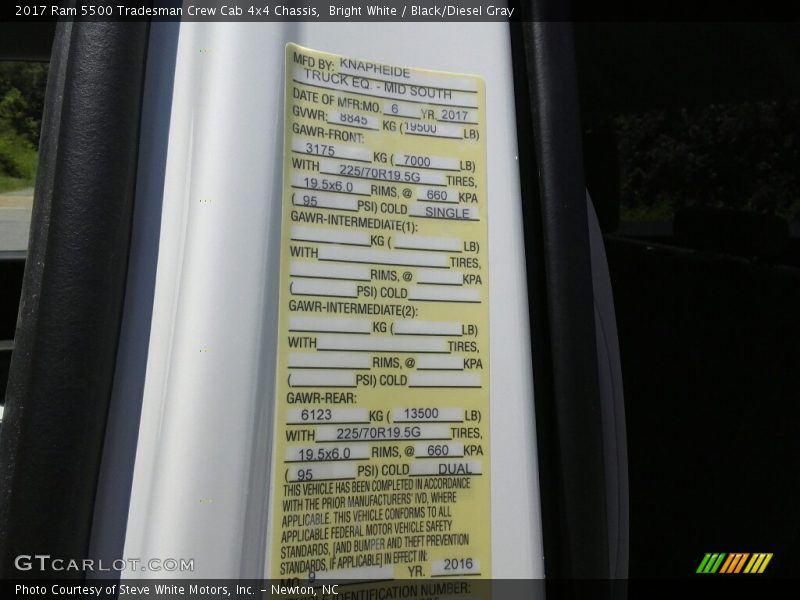 2017 Ram 5500 Tradesman Crew Cab 4x4 Chassis, Bright White / Black/Diesel Gray
MFD BY: KNAPHEIDE
TRUCK EQ. - MID SOUTH
DATE OF MFR:MO. 6 YR. 2017
GVWR: 8845 KG (19500 LB)
GAWR-FRONT:
3175 KG ( 7000 LB)
WITH 225/70R19.5G TIRES,
19.5x6.0 RIMS, @ 660 KPA
( 95 PSI) COLD SINGLE
GAWR-INTERMEDIATE(1):
KG ( LB)
WITH TIRES,
RIMS, @ KPA
( PSI) COLD
GAWR-INTERMEDIATE(2):
KG ( LB)
WITH TIRES,
RIMS, @ KPA
( PSI) COLD
GAWR-REAR:
6123 KG ( 13500 LB)
WITH 225/70R19.5G TIRES,
19.5x6.0 RIMS, @ 660 KPA
( 95 PSI) COLD DUAL
THIS VEHICLE HAS BEEN COMPLETED IN ACCORDANCE
WITH THE PRIOR MANUFACTURERS' IVD, WHERE
APPLICABLE. THIS VEHICLE CONFORMS TO ALL
APPLICABLE FEDERAL MOTOR VEHICLE SAFETY
STANDARDS, [AND BUMPER AND THEFT PREVENTION
STANDARDS, IF APPLICABLE] IN EFFECT IN:
MO. 9 YR. 2016
IDENTIFICATION NUMBER:
GTCARLOT.COM
Photo Courtesy of Steve White Motors, Inc. – Newton, NC